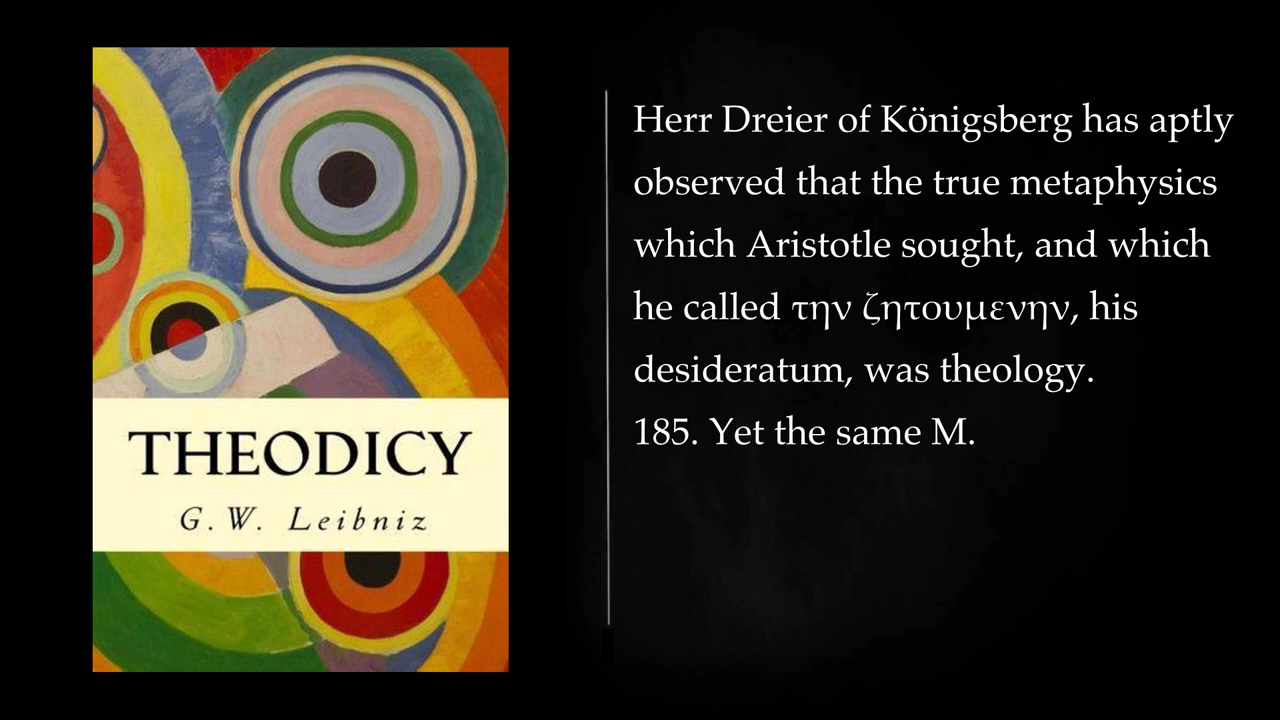 THEODICY
G. W. Leibniz
Herr Dreier of Königsberg has aptly
observed that the true metaphysics
which Aristotle sought, and which
he called την ζητουμενην, his
desideratum, was theology.
185. Yet the same M.